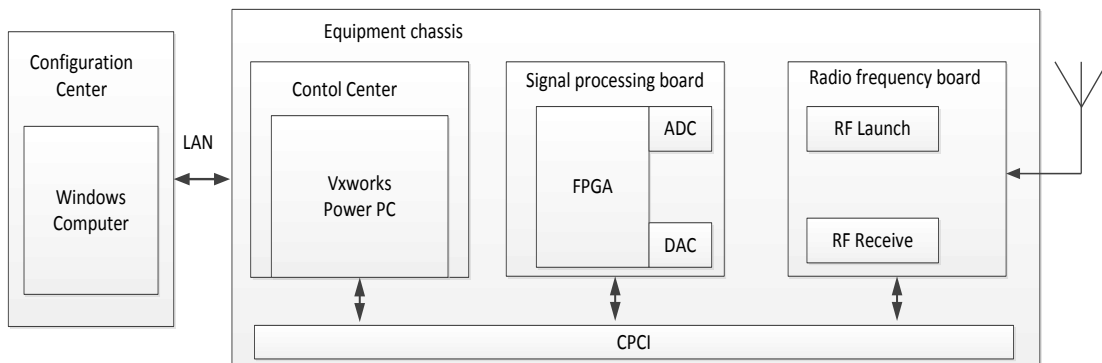 Equipment chassis
Configuration
Center
Windows
Computer
LAN
Contol Center
Vxworks
Power PC
Signal processing board
FPGA
ADC
DAC
Radio frequency board
RF Launch
RF Receive
CPCI